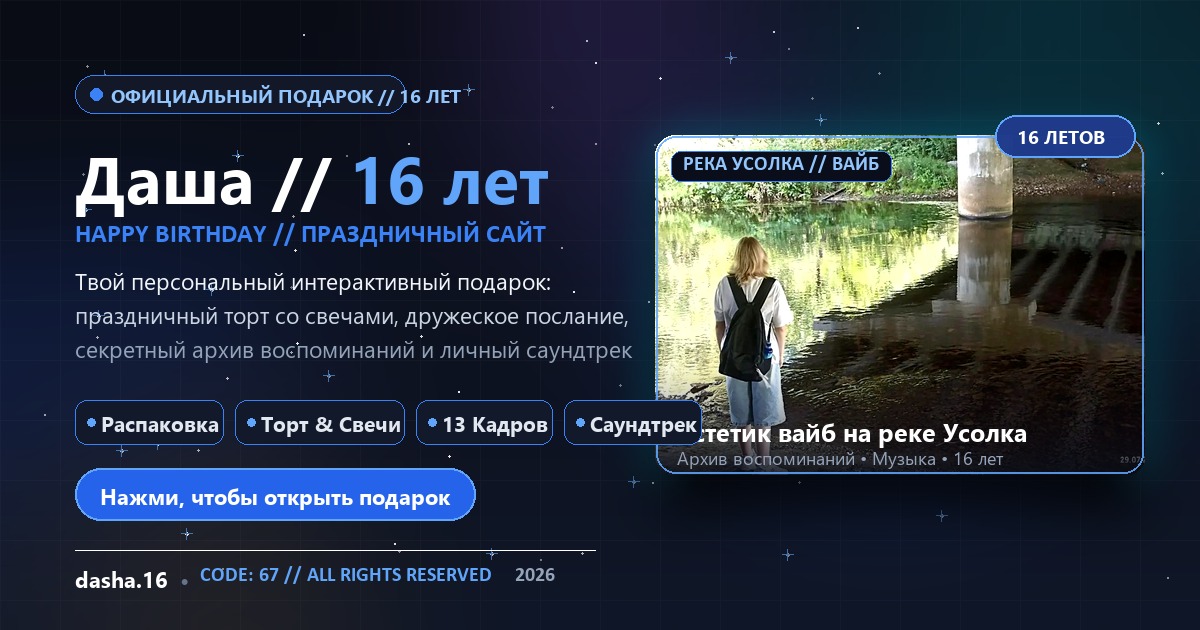 ОФИЦИАЛЬНЫЙ ПОДАРОК // 16 ЛЕТ
Даша // 16 лет
HAPPY BIRTHDAY // ПРАЗДНИЧНЫЙ САЙТ
Твой персональный интерактивный подарок:
праздничный торт со свечами, дружеское послание,
секретный архив воспоминаний и личный саундтрек
Распаковка
Торт & Свечи
13 Кадров
Саундтрек
Нажми, чтобы открыть подарок
dasha.16 • CODE: 67 // ALL RIGHTS RESERVED 2026
16 ЛЕТОВ
РЕКА УСОЛКА // ВАЙБ
стетик вайб на реке Усолка
Архив воспоминаний • Музыка • 16 лет